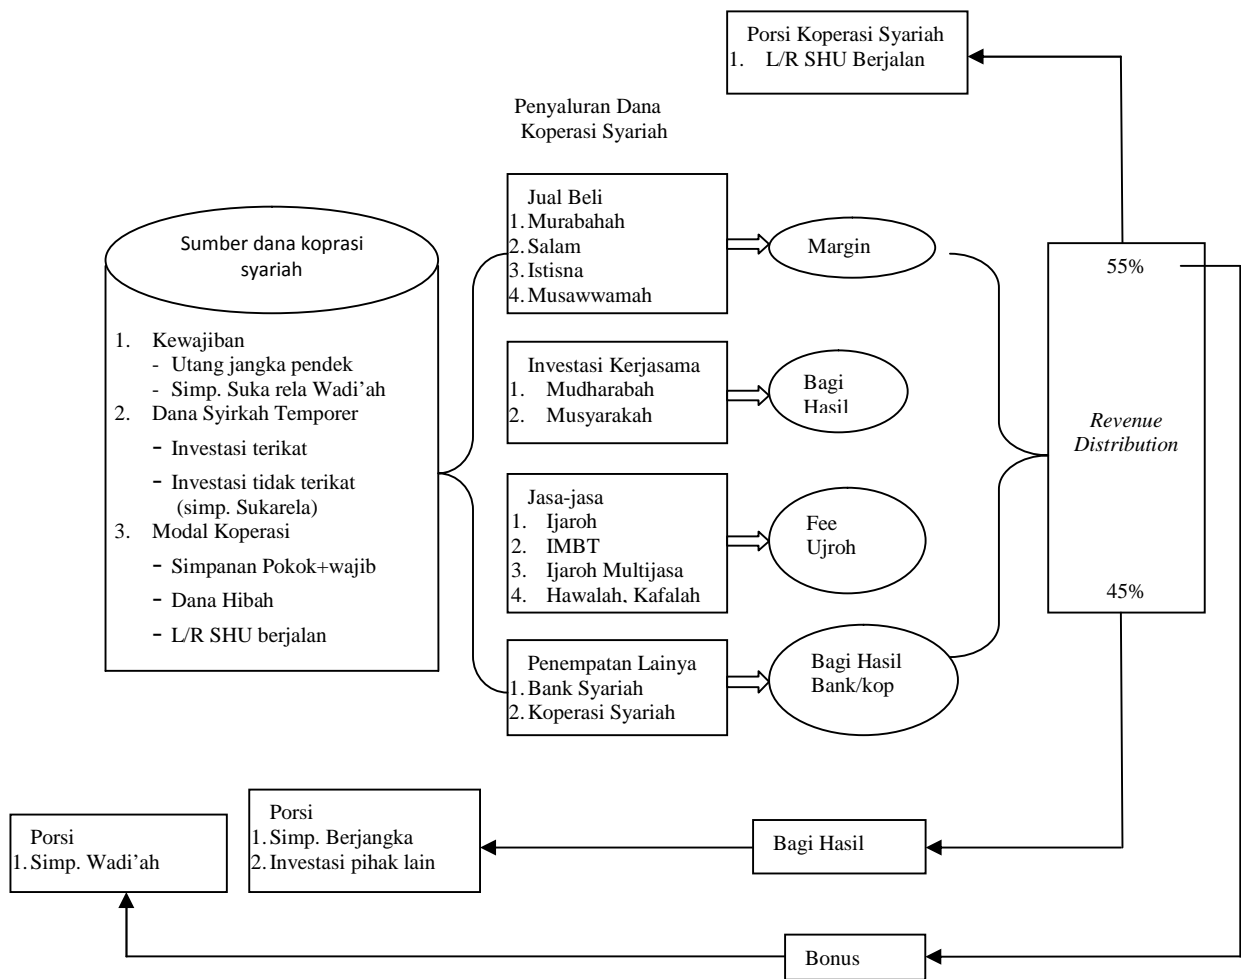 Porsi Koperasi Syariah
1. L/R SHU Berjalan
Penyaluran Dana
Koperasi Syariah
Sumber dana koprasi
syariah
1. Kewajiban
- Utang jangka pendek
- Simp. Suka rela Wadi’ah
2. Dana Syirkah Temporer
- Investasi terikat
- Investasi tidak terikat
(simp. Sukarela)
3. Modal Koperasi
- Simpanan Pokok+wajib
- Dana Hibah
- L/R SHU berjalan
Jual Beli
1. Murabahah
2. Salam
3. Istisna
4. Musawwamah
Margin
Investasi Kerjasama
1. Mudharabah
2. Musyarakah
Bagi
Hasil
Jasa-jasa
1. Ijaroh
2. IMBT
3. Ijaroh Multijasa
4. Hawalah, Kafalah
Fee
Ujroh
Penempatan Lainya
1. Bank Syariah
2. Koperasi Syariah
Bagi Hasil
Bank/kop
55%
Revenue
Distribution
45%
Porsi
1. Simp. Wadi’ah
Porsi
1. Simp. Berjangka
2. Investasi pihak lain
Bagi Hasil
Bonus